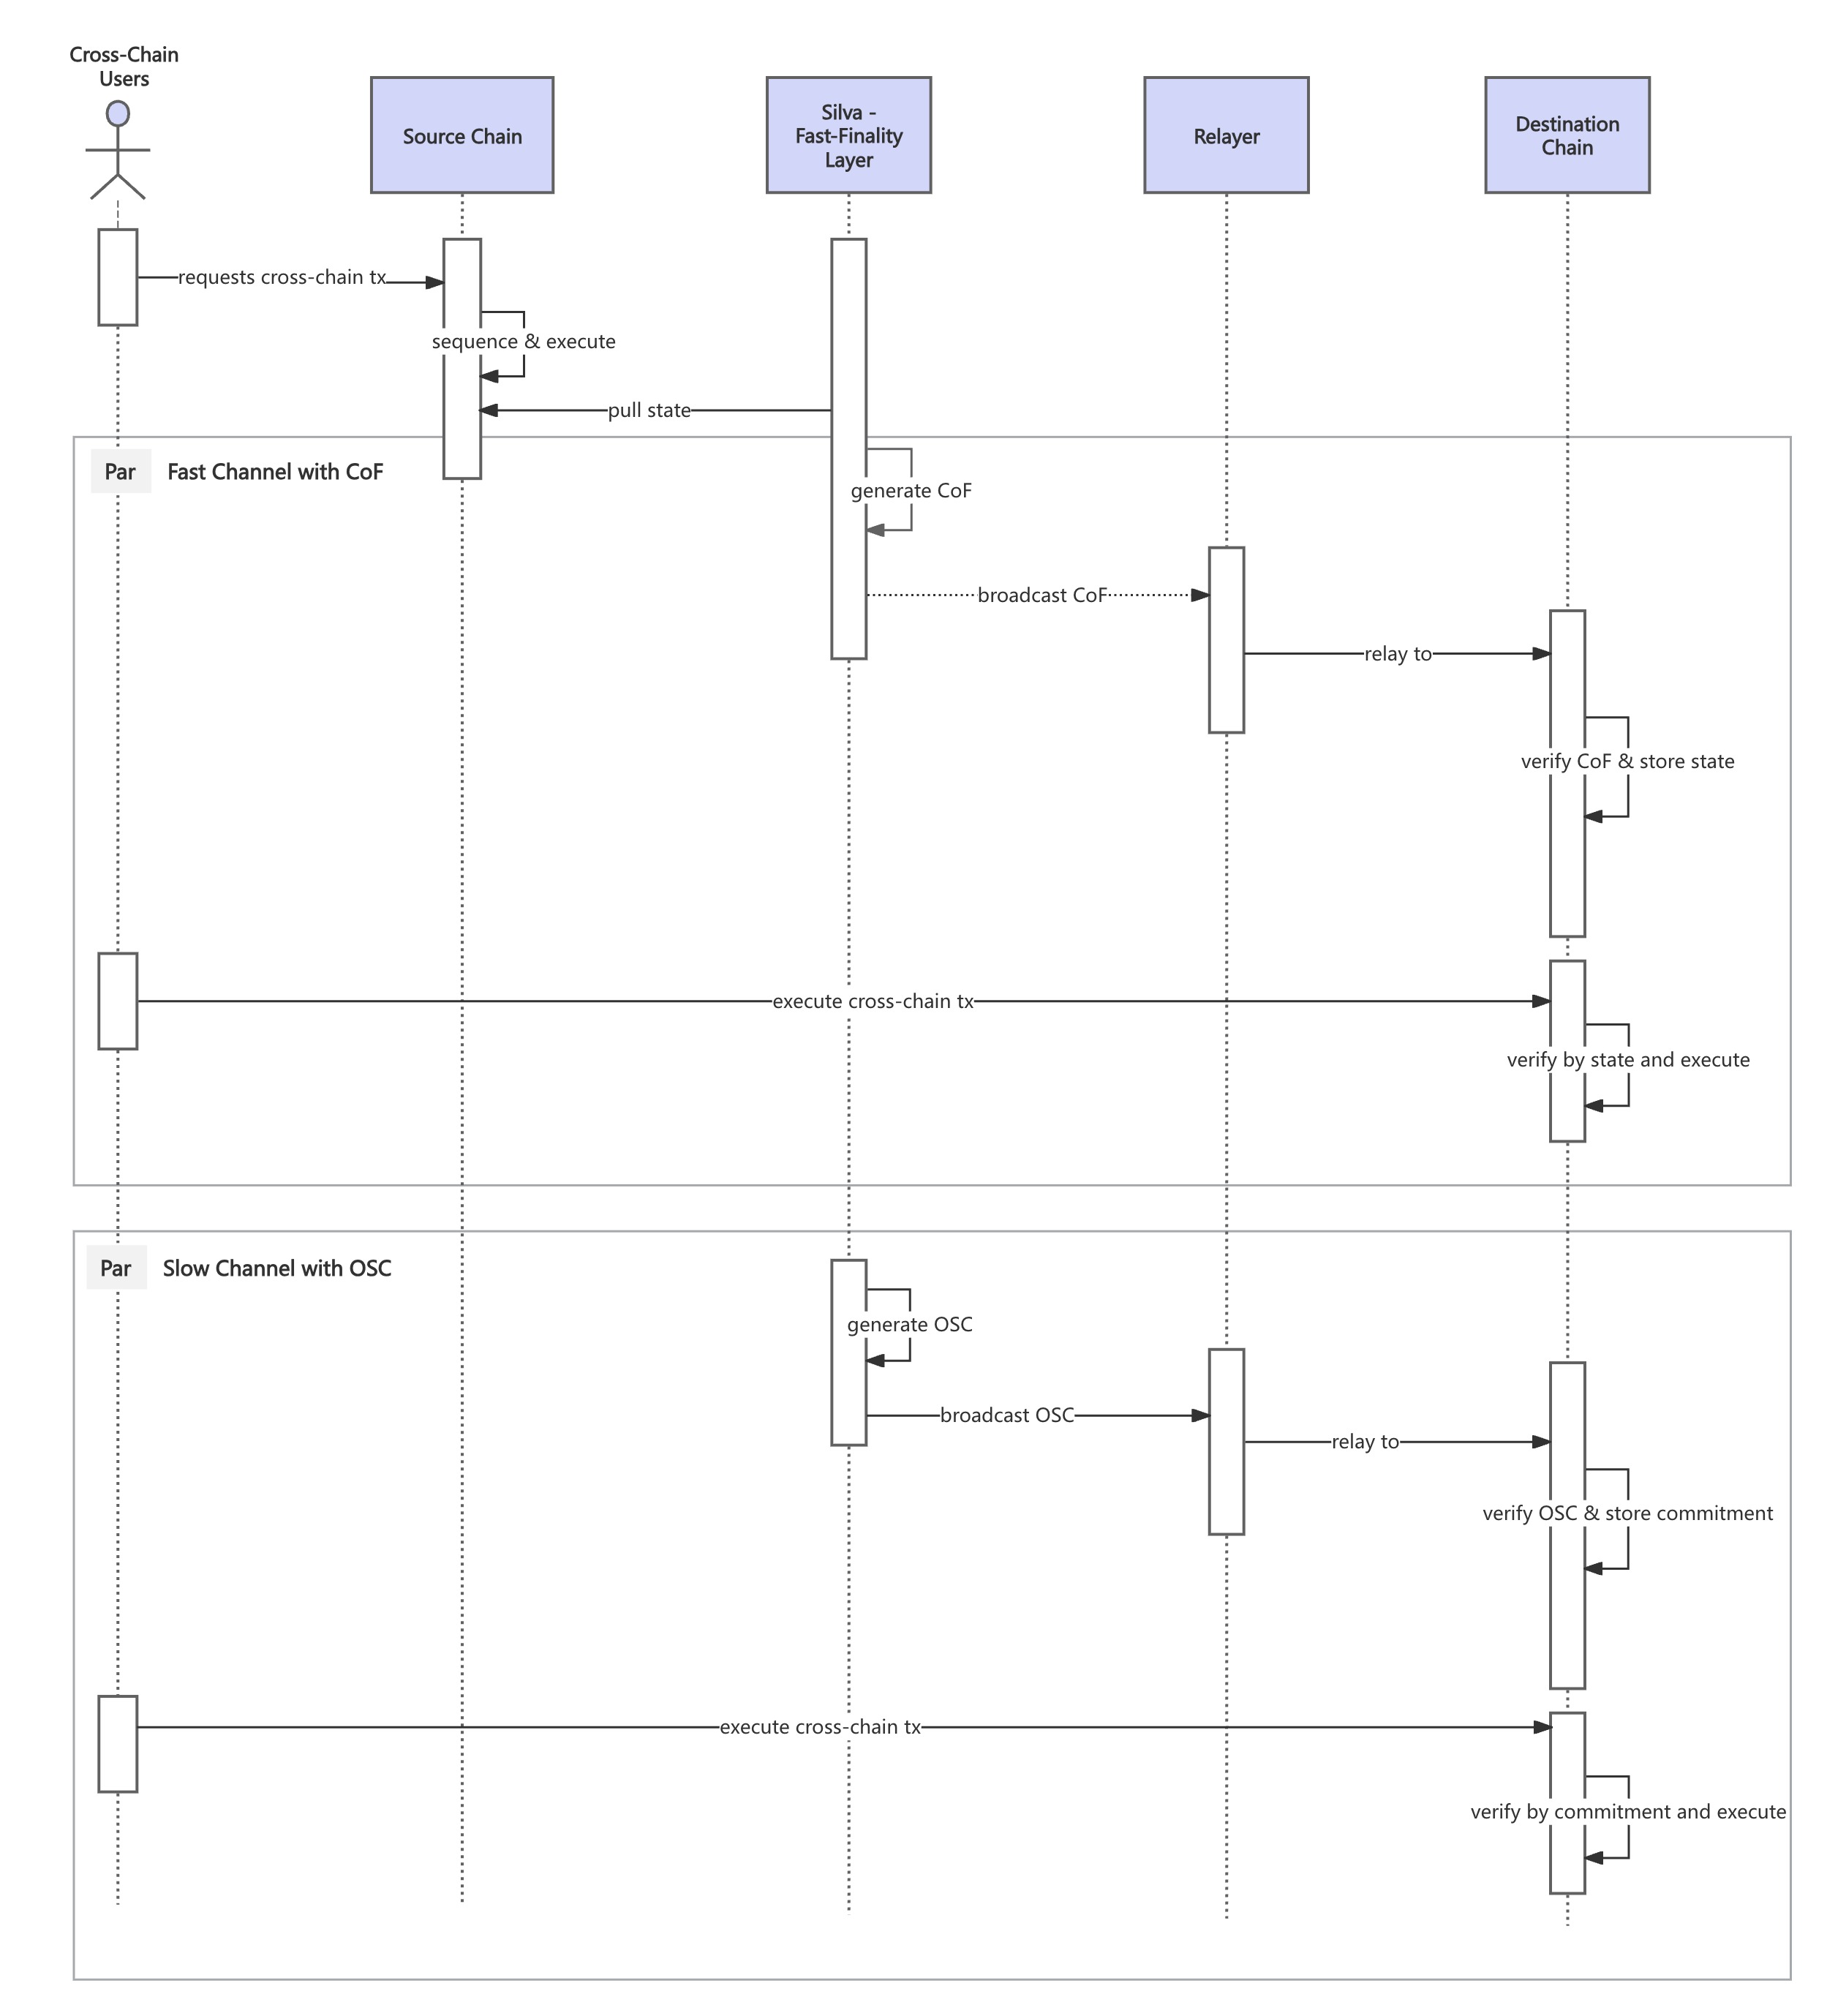 Cross-Chain
Users
Source Chain
Silva -
Fast-Finality
Layer
Relayer
Destination
Chain
requests cross-chain tx
sequence & execute
pull state
Par
Fast Channel with CoF
generate CoF
broadcast CoF
relay to
verify CoF & store state
execute cross-chain tx
verify by state and execute
Par
Slow Channel with OSC
generate OSC
broadcast OSC
relay to
verify OSC & store commitment
execute cross-chain tx
verify by commitment and execute